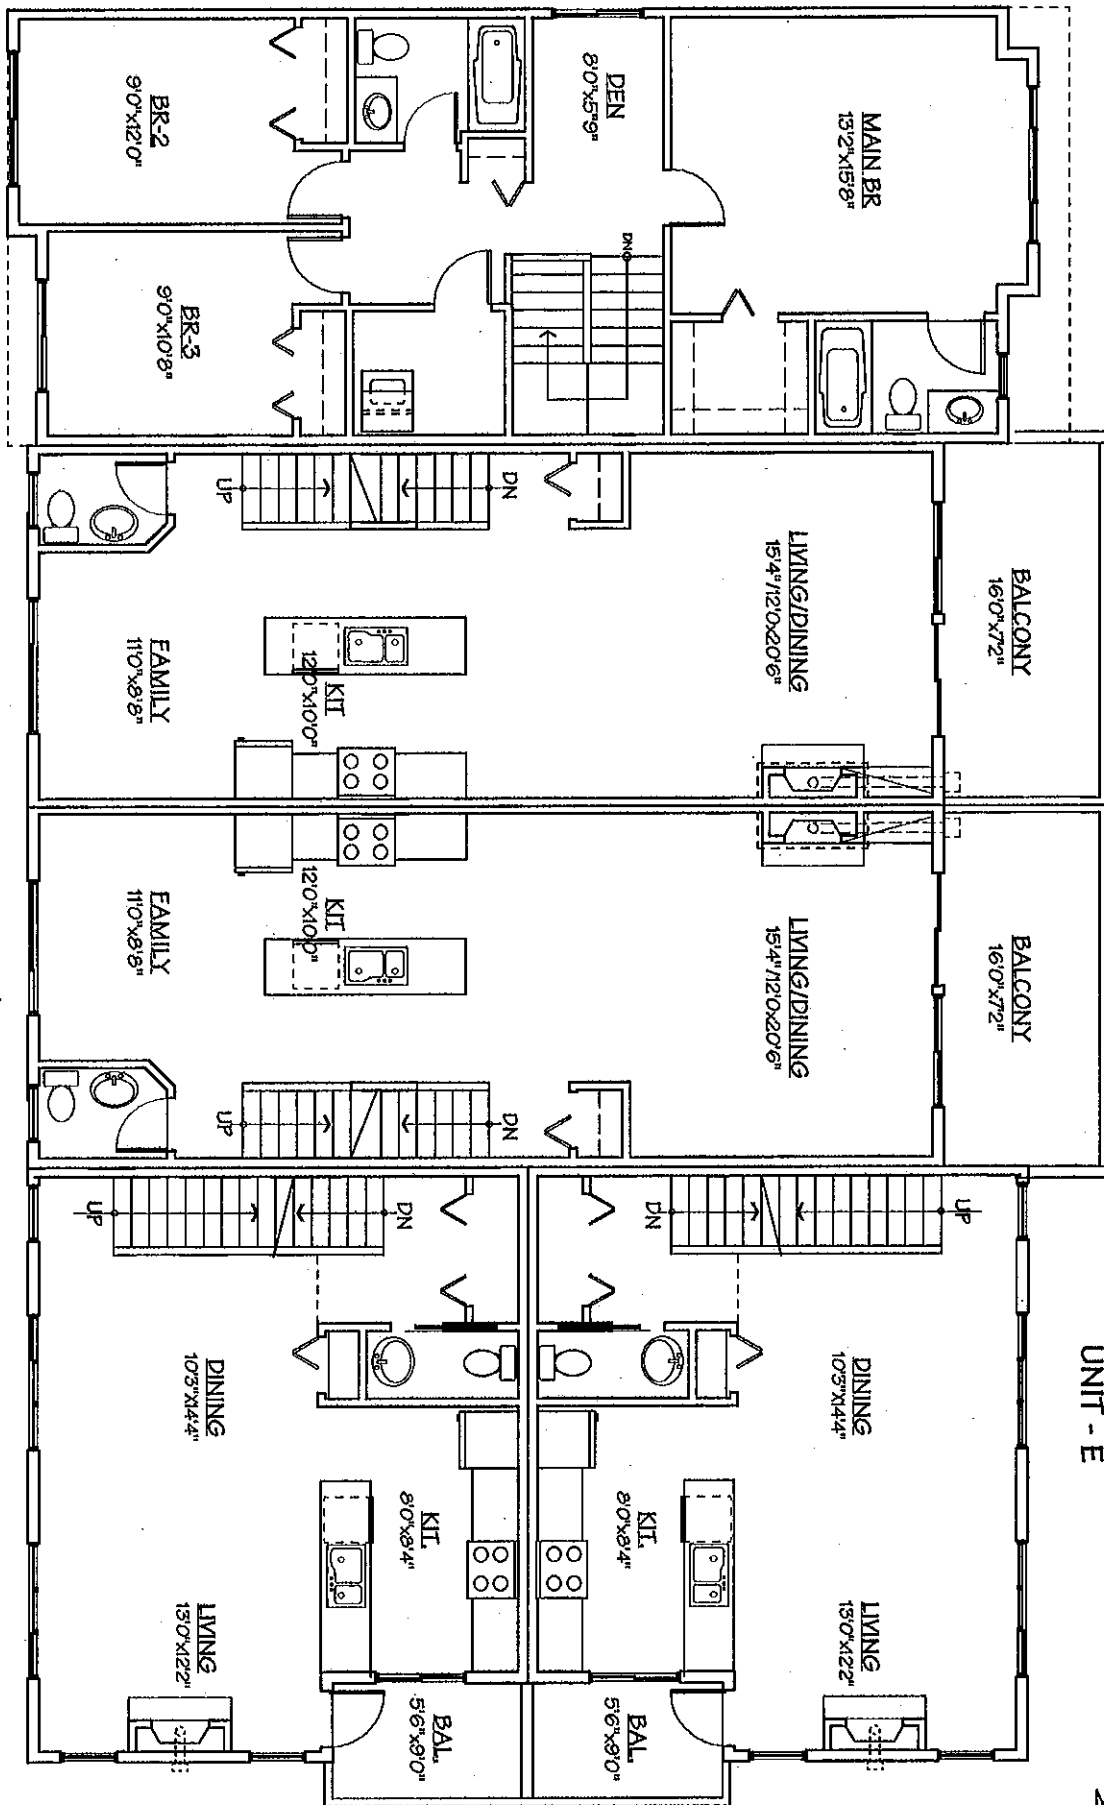 MAIN BR
13'2"x15'8"
DEN
8'0"x5'9"
BR-2
9'0"x12'0"
DN
BR-3
9'0"x10'8"
BALCONY
16'0"x7'2"
LIVING/DINING
15'4"/12'0x20'6"
DN
UP
KIT
12'0"x10'0"
FAMILY
11'0"x8'8"
BALCONY
16'0"x7'2"
LIVING/DINING
15'4"/12'0x20'6"
KIT
12'0"x10'0"
FAMILY
11'0"x8'8"
DN
UP
UNIT - E
UP
DN
DN
UP
DINING
10'3"x14'4"
DINING
10'3"x14'4"
KIT.
8'0"x8'4"
KIT.
8'0"x8'4"
LIVING
13'0"x12'2"
LIVING
13'0"x12'2"
BAL.
5'6"x9'0"
BAL.
5'6"x9'0"